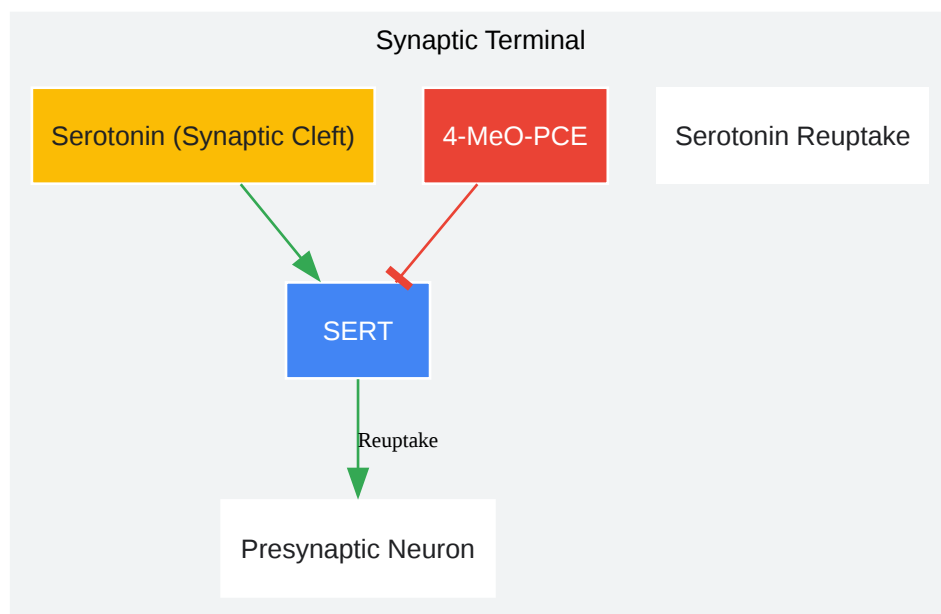 Synaptic Terminal
Serotonin (Synaptic Cleft)
4-MeO-PCE
Serotonin Reuptake
SERT
Reuptake
Presynaptic Neuron